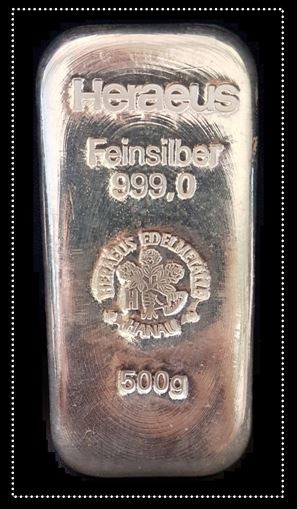 Heraeus
Feinsilber
999,0
HERAEUS EDELMETALLE
HANAU
500g